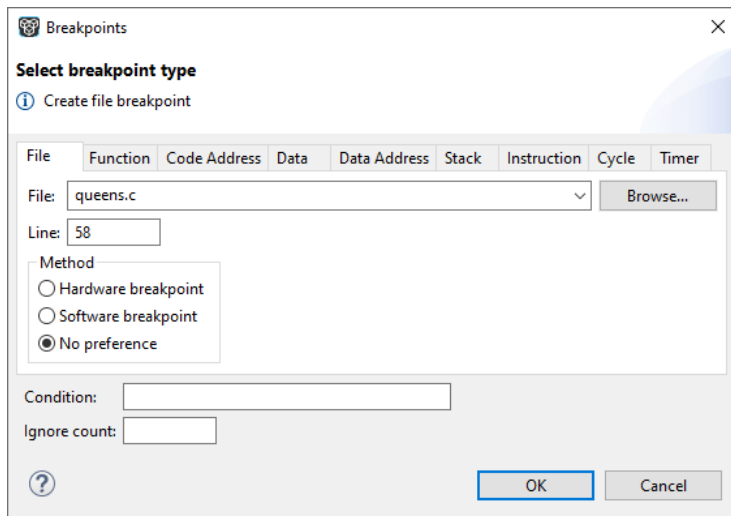 Breakpoints
Select breakpoint type
Create file breakpoint
File Function Code Address Data Data Address Stack Instruction Cycle Timer
File: queens.c Browse...
Line: 58
Method
Hardware breakpoint
Software breakpoint
No preference
Condition:
Ignore count:
OK Cancel